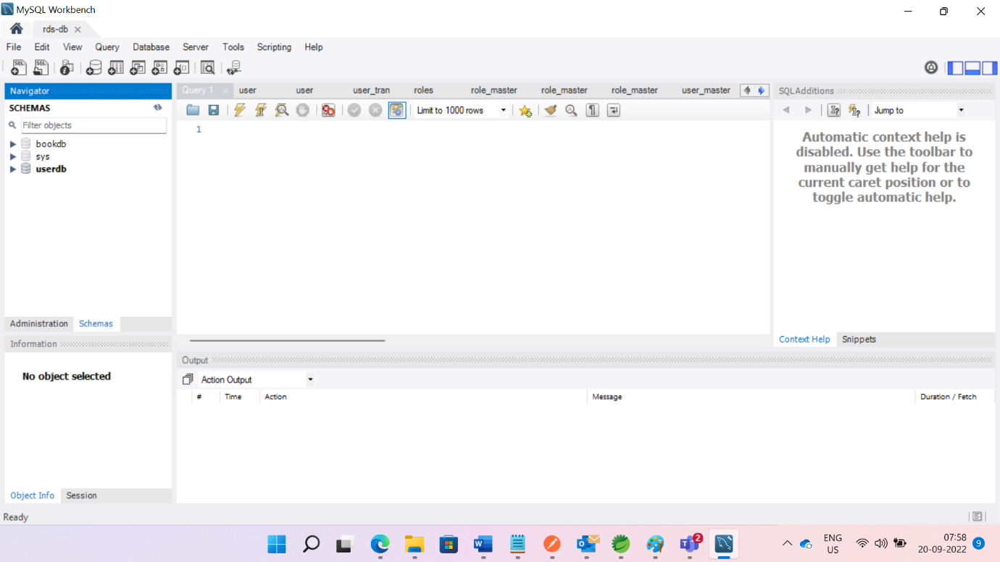 MySQL Workbench
rds-db
File Edit View Query Database Server Tools Scripting Help
Navigator
SCHEMAS
Filter objects
bookdb
sys
userdb
Administration Schemas
Information
No object selected
Object Info Session
Query 1 user user user_tran roles role_master role_master role_master user_master
Limit to 1000 rows
1
SQLAdditions
Jump to
Automatic context help is
disabled. Use the toolbar to
manually get help for the
current caret position or to
toggle automatic help.
Context Help Snippets
Output
Action Output
# Time Action Message Duration / Fetch
Ready
2
ENG
US
07:58
20-09-2022
9